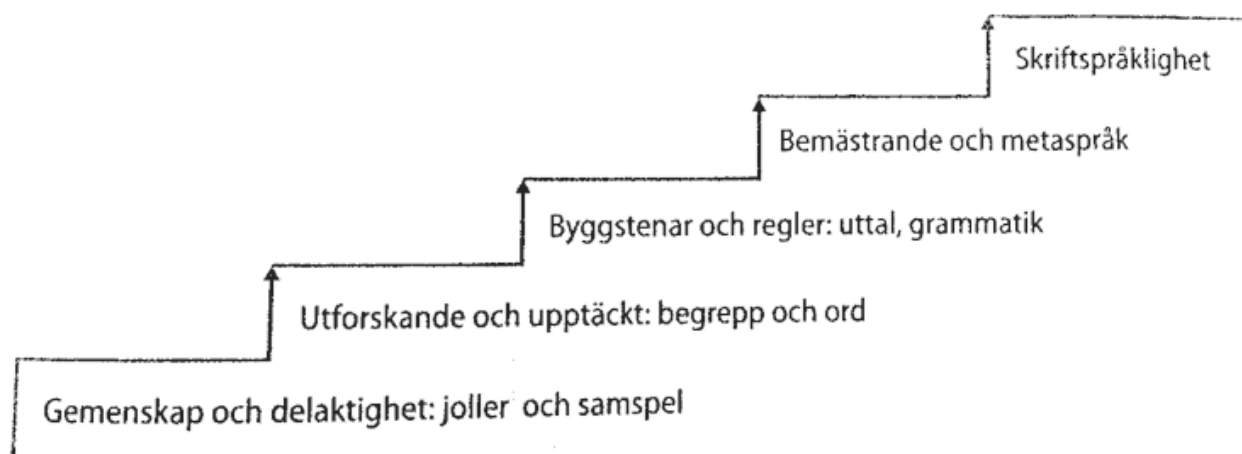 Skriftspråklighet
Bemästrande och metaspråk
Byggstenar och regler: uttal, grammatik
Utforskande och upptäckt: begrepp och ord
Gemenskap och delaktighet: joller och samspel